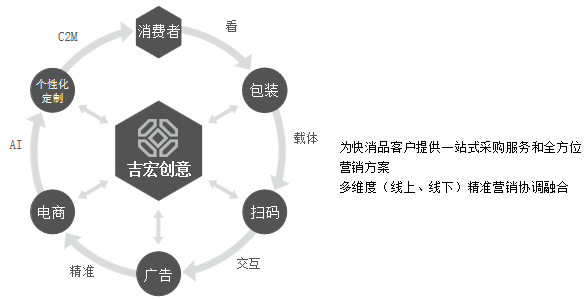 消费者
看
C2M
个性化
定制
包装
载体
AI
吉宏创意
电商
扫码
精准
广告
交互
为快消品客户提供一站式采购服务和全方位
营销方案
多维度（线上、线下）精准营销协调融合